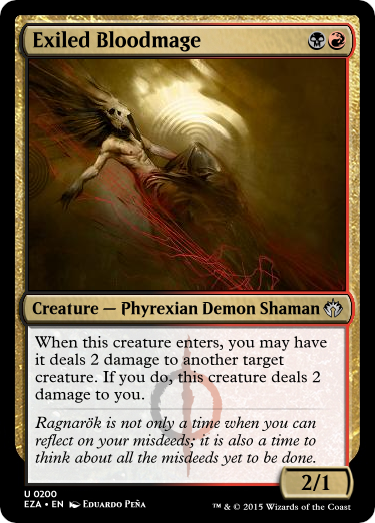 Exiled Bloodmage
Creature — Phyrexian Demon Shaman
When this creature enters, you may have
it deals 2 damage to another target
creature. If you do, this creature deals 2
damage to you.
Ragnarök is not only a time when you can
reflect on your misdeeds; it is also a time to
think about all the misdeeds yet to be done.
2/1
U 0200
EZA • EN Eduardo Peña
™ & © 2015 Wizards of the Coast